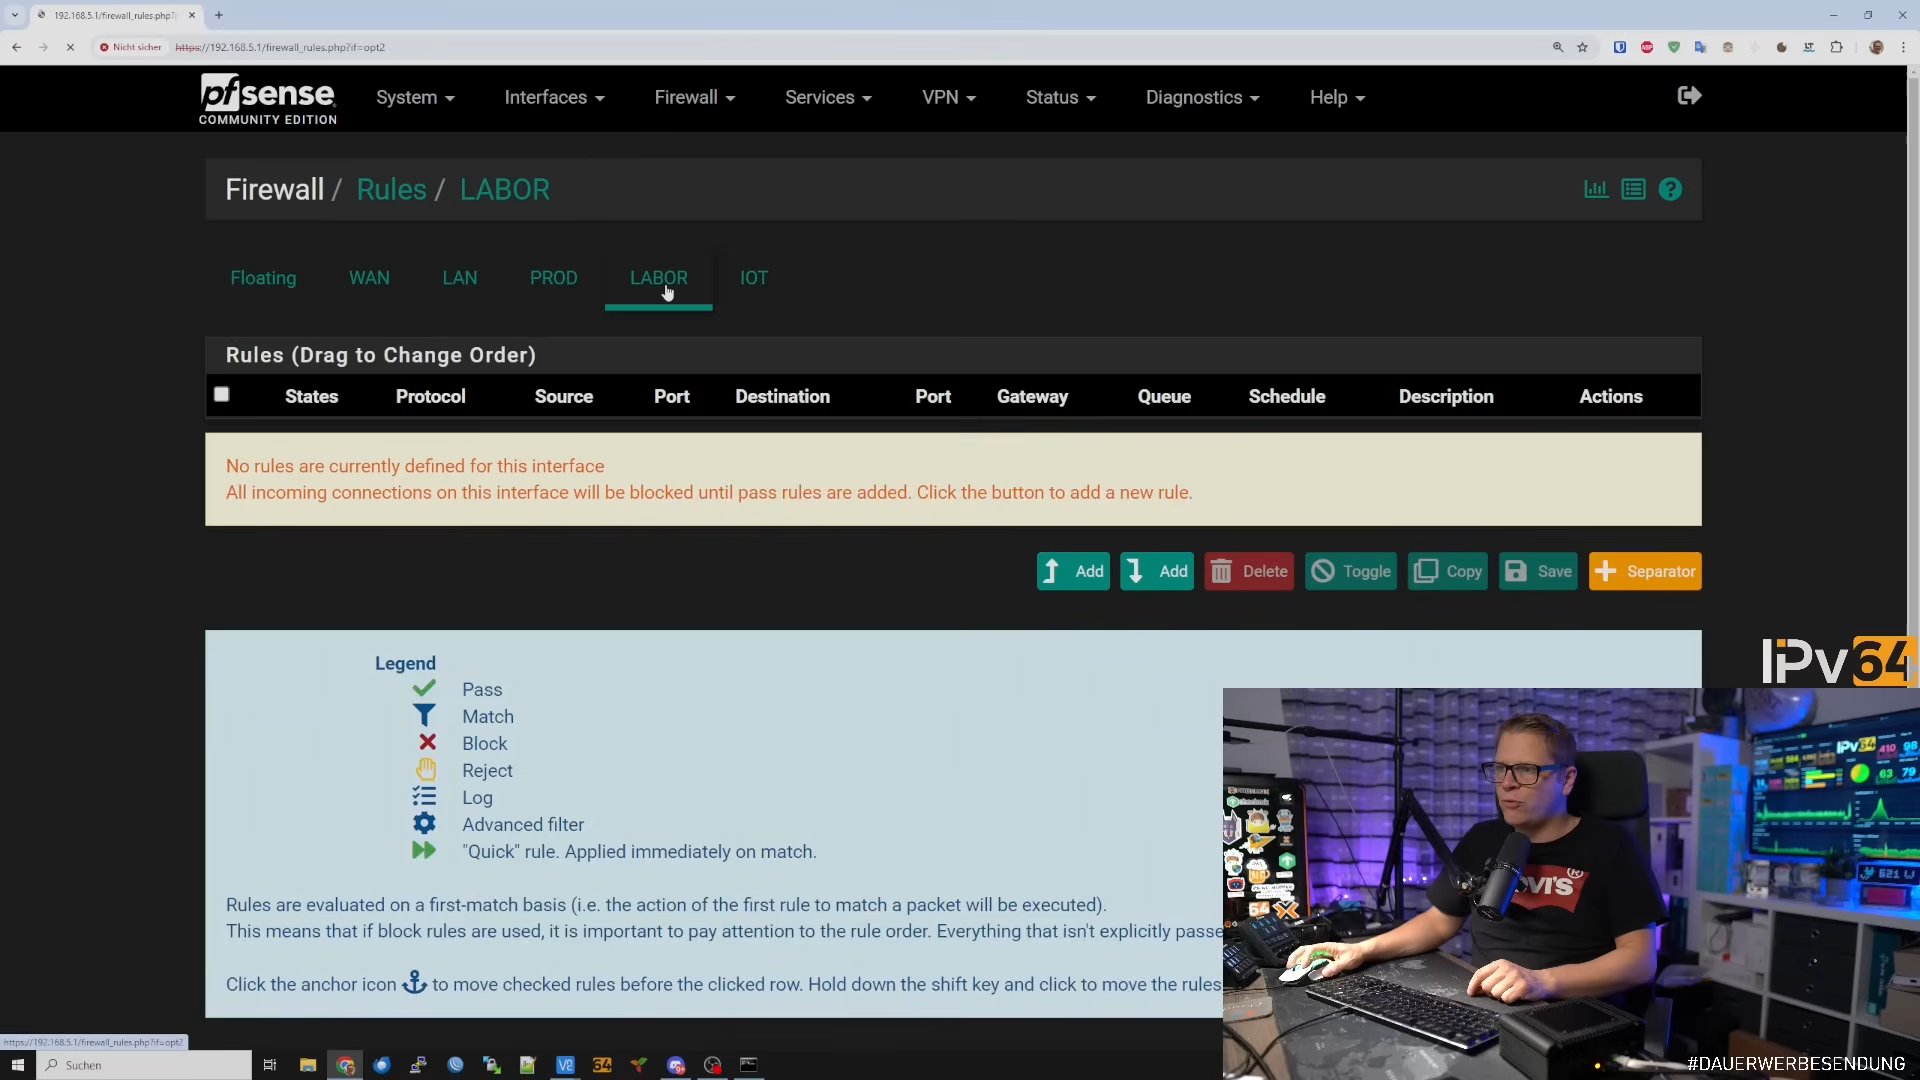 192.168.5.1/firewall_rules.php?i
Nicht sicher https://192.168.5.1/firewall_rules.php?if=opt2
pfsense
COMMUNITY EDITION
System Interfaces Firewall Services VPN Status Diagnostics Help
Firewall / Rules / LABOR
Floating WAN LAN PROD LABOR IOT
Rules (Drag to Change Order)
States Protocol Source Port Destination Port Gateway Queue Schedule Description Actions
No rules are currently defined for this interface
All incoming connections on this interface will be blocked until pass rules are added. Click the button to add a new rule.
Add Add Delete Toggle Copy Save Separator
Legend
Pass
Match
Block
Reject
Log
Advanced filter
"Quick" rule. Applied immediately on match.
Rules are evaluated on a first-match basis (i.e. the action of the first rule to match a packet will be executed).
This means that if block rules are used, it is important to pay attention to the rule order. Everything that isn't explicitly passe
Click the anchor icon to move checked rules before the clicked row. Hold down the shift key and click to move the rules
IPv64
IPv64 410 98
63 79
621 W
VI'S
#DAUERWERBESENDUNG
https://192.168.5.1/firewall_rules.php?if=opt2
Suchen